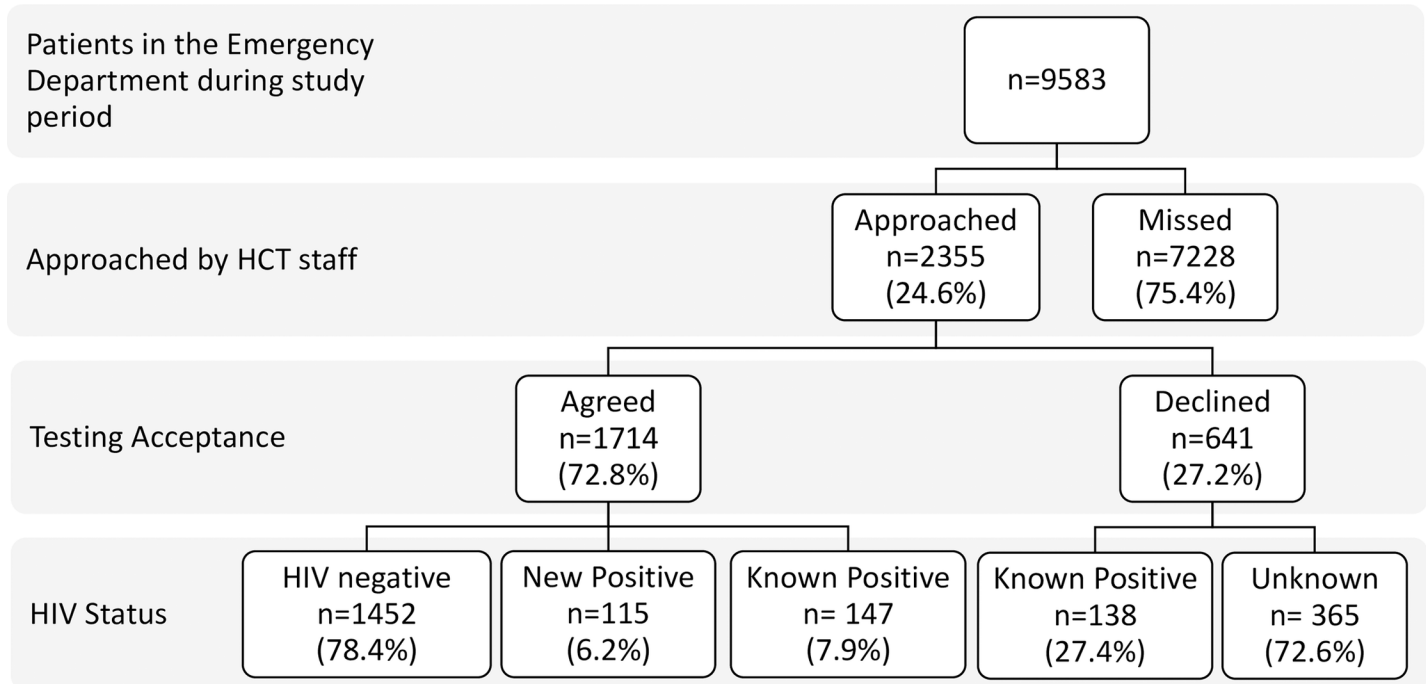 Patients in the Emergency
Department during study
period
n=9583
Approached by HCT staff
Approached
n=2355
(24.6%)
Missed
n=7228
(75.4%)
Testing Acceptance
Agreed
n=1714
(72.8%)
Declined
n=641
(27.2%)
HIV Status
HIV negative
n=1452
(78.4%)
New Positive
n=115
(6.2%)
Known Positive
n= 147
(7.9%)
Known Positive
n=138
(27.4%)
Unknown
n= 365
(72.6%)